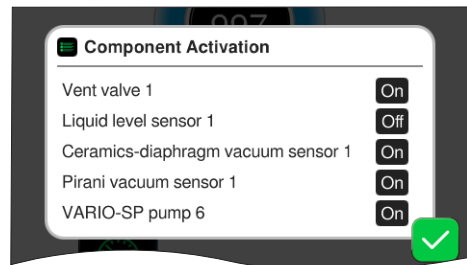 Component Activation
Vent valve 1 On
Liquid level sensor 1 Off
Ceramics-diaphragm vacuum sensor 1 On
Pirani vacuum sensor 1 On
VARIO-SP pump 6 On